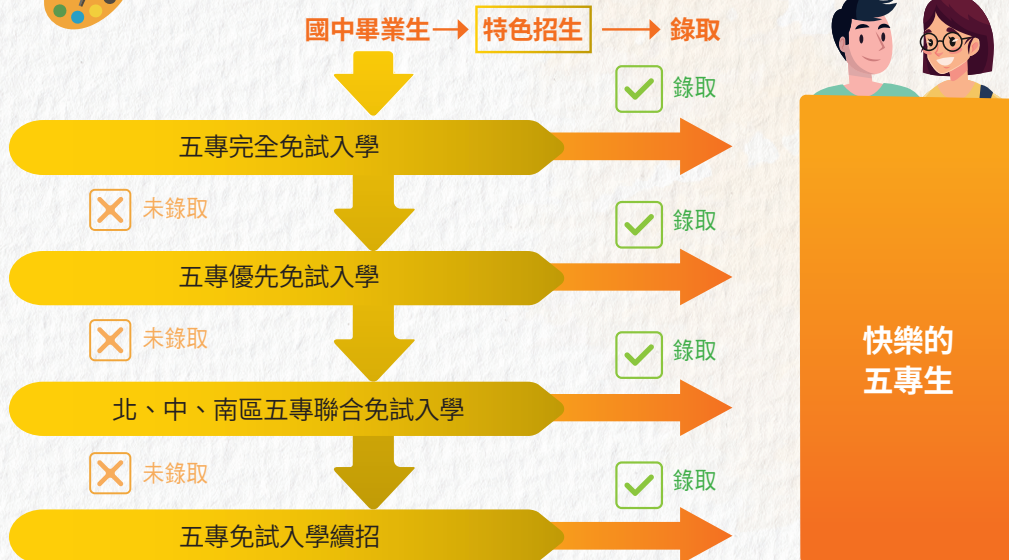 國中畢業生 特色招生 錄取
錄取
五專完全免試入學
未錄取
錄取
五專優先免試入學
未錄取
錄取
北、中、南區五專聯合免試入學
未錄取
錄取
五專免試入學續招
快樂的
五專生